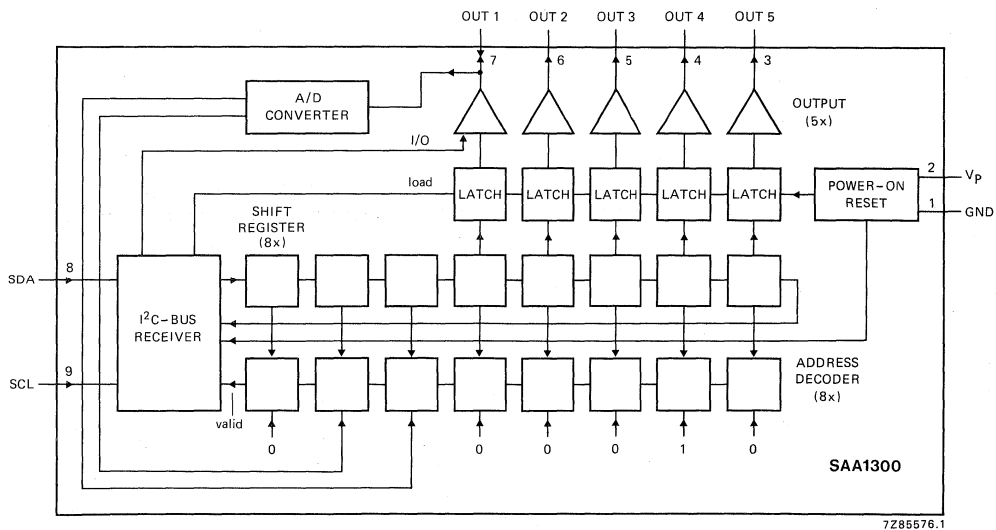 OUT 1 OUT 2 OUT 3 OUT 4 OUT 5
7 6 5 4 3
A/D
CONVERTER
OUTPUT
(5x)
I/O
load
LATCH LATCH LATCH LATCH LATCH
POWER-ON
RESET
2 VP
1 GND
SHIFT
REGISTER
(8x)
SDA 8
I²C-BUS
RECEIVER
SCL 9
ADDRESS
DECODER
(8x)
valid
0 0 0 0 1 0
SAA1300
7Z85576.1